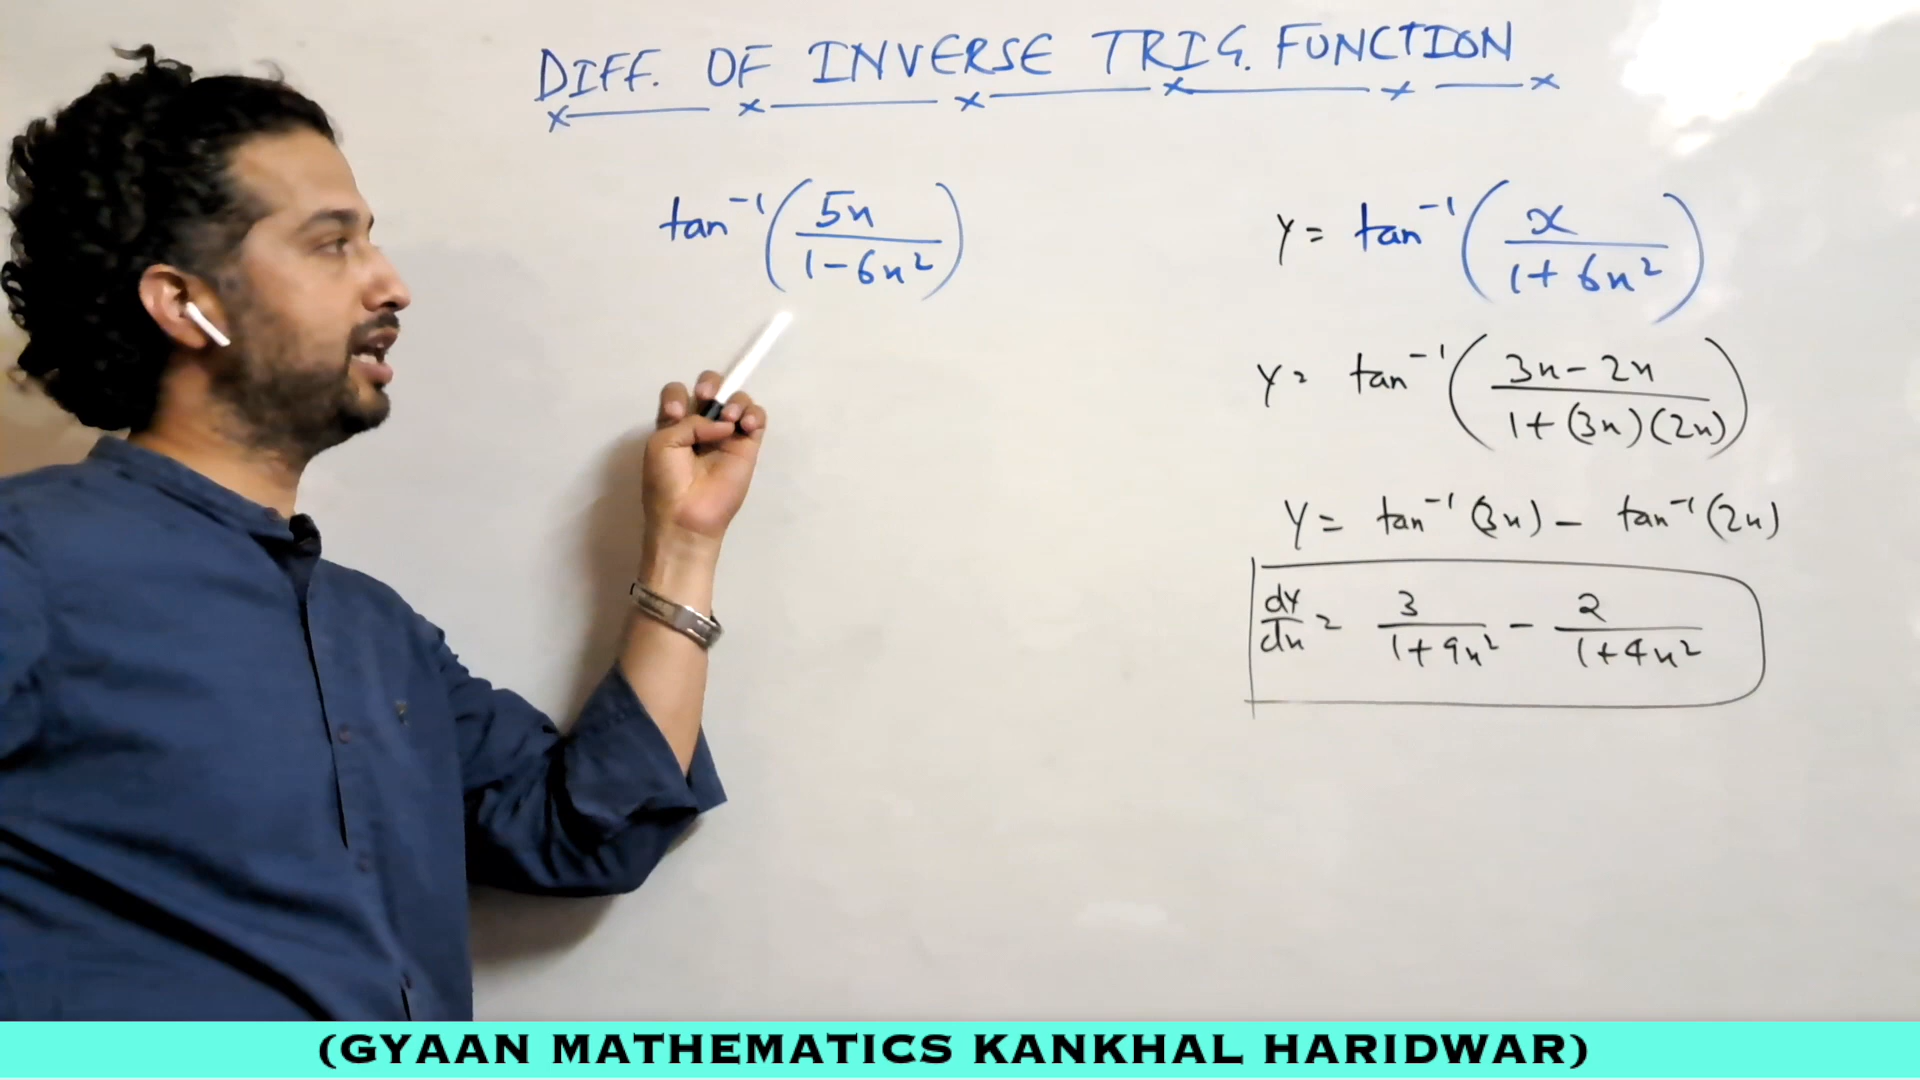 DIFF. OF INVERSE TRIG. FUNCTION
tan⁻¹(5x/(1-6x²))
Y = tan⁻¹(x/(1+6x²))
Y = tan⁻¹((3x-2x)/(1+(3x)(2x)))
Y = tan⁻¹(3x) - tan⁻¹(2x)
dy/dx = 3/(1+9x²) - 2/(1+4x²)
(GYAAN MATHEMATICS KANKHAL HARIDWAR)